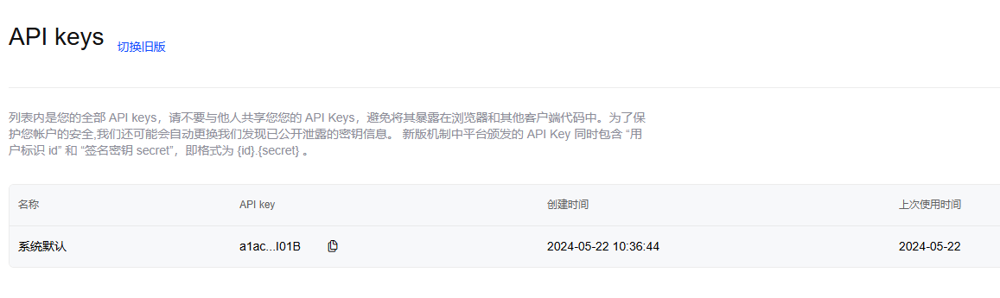 API keys 切换旧版
列表内是您的全部 API keys，请不要与他人共享您您的 API Keys，避免将其暴露在浏览器和其他客户端代码中。为了保
护您帐户的安全,我们还可能会自动更换我们发现已公开泄露的密钥信息。 新版机制中平台颁发的 API Key 同时包含 “用
户标识 id” 和 “签名密钥 secret”，即格式为 {id}.{secret} 。
名称 API key 创建时间 上次使用时间
系统默认 a1ac...I01B 2024-05-22 10:36:44 2024-05-22